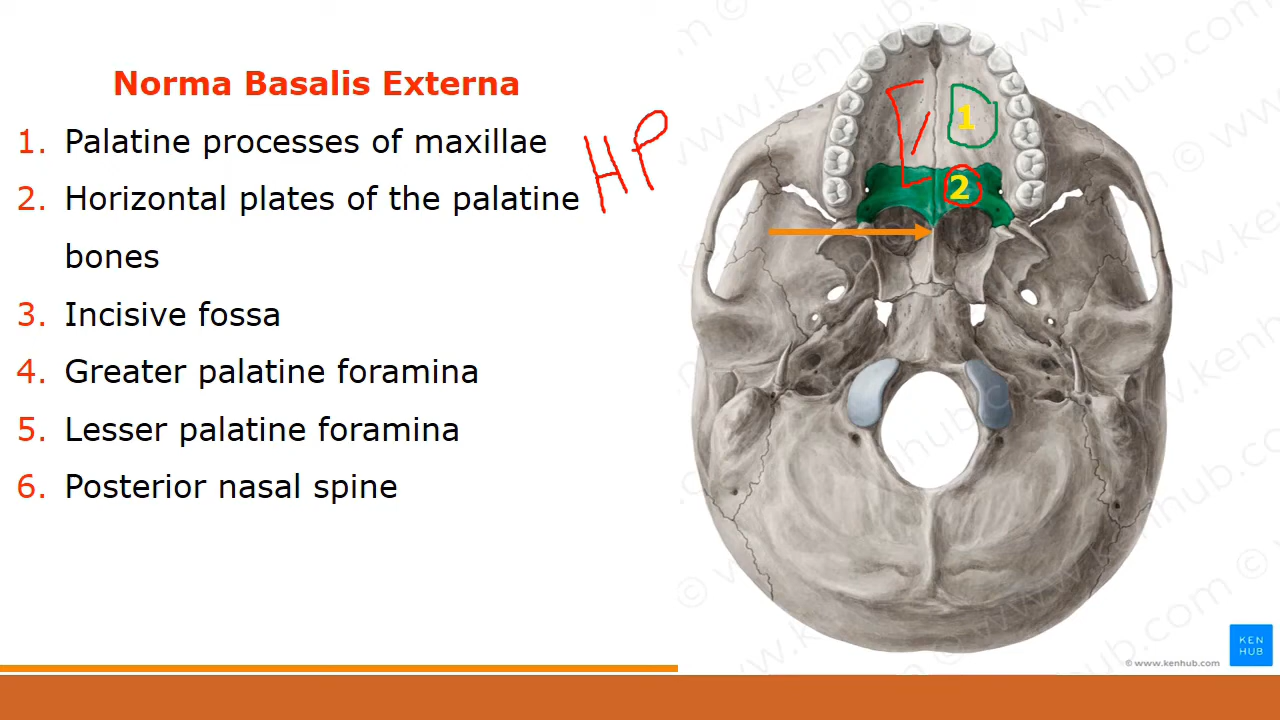 Norma Basalis Externa
1. Palatine processes of maxillae
2. Horizontal plates of the palatine
bones
3. Incisive fossa
4. Greater palatine foramina
5. Lesser palatine foramina
6. Posterior nasal spine
HP
1
2
© www.kenhub.com
KEN
HUB